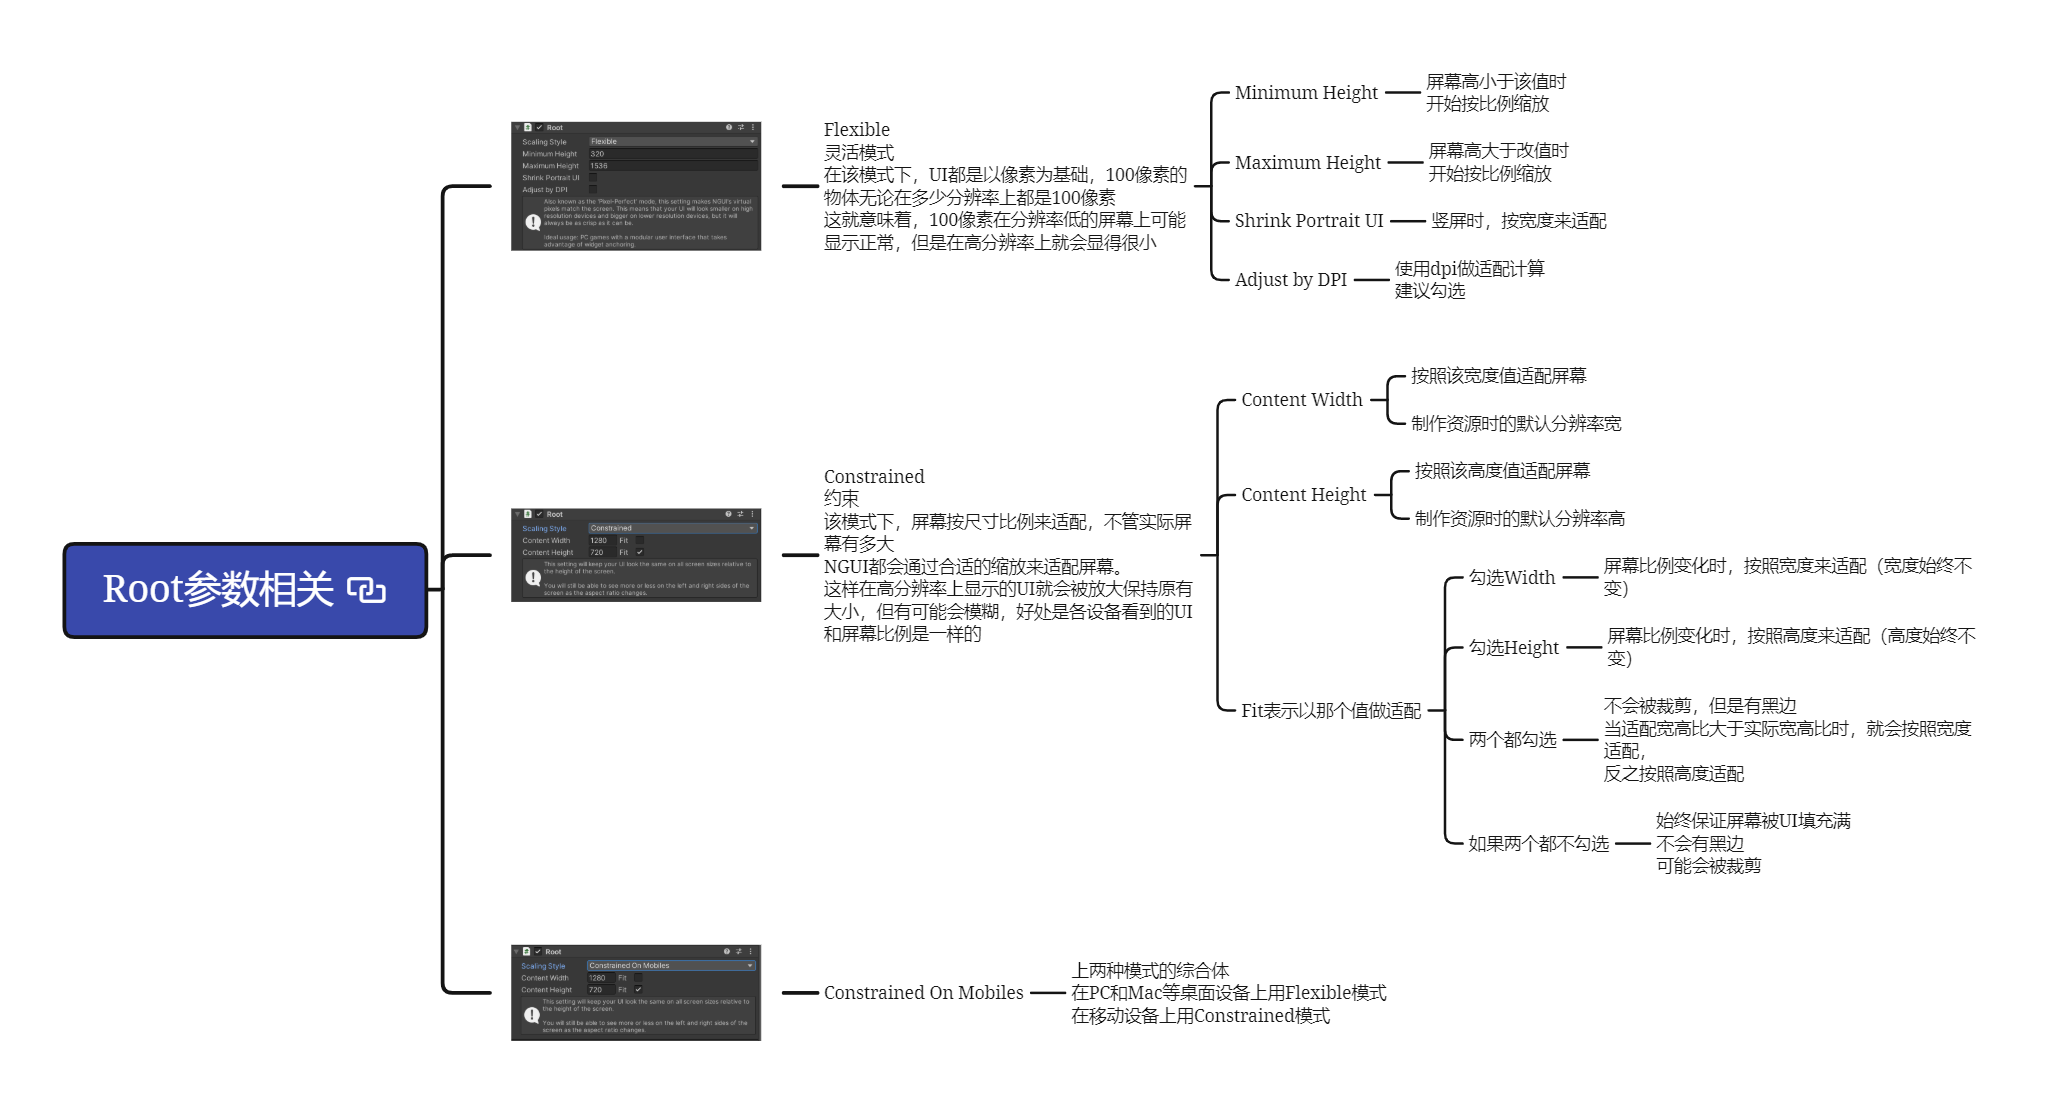 Root参数相关
Root
Scaling Style Flexible
Minimum Height 320
Maximum Height 1536
Shrink Portrait UI
Adjust by DPI
Also known as the 'Pixel-Perfect' mode, this setting makes NGUI's virtual
pixels match the screen. This means that your UI will look smaller on high
resolution devices and bigger on lower resolution devices, but it will
always be as crisp as it can be.
Ideal usage: PC games with a modular user interface that takes
advantage of widget anchoring.
Flexible
灵活模式
在该模式下，UI都是以像素为基础，100像素的
物体无论在多少分辨率上都是100像素
这就意味着，100像素在分辨率低的屏幕上可能
显示正常，但是在高分辨率上就会显得很小
Minimum Height
屏幕高小于该值时
开始按比例缩放
Maximum Height
屏幕高大于改值时
开始按比例缩放
Shrink Portrait UI
竖屏时，按宽度来适配
Adjust by DPI
使用dpi做适配计算
建议勾选
Root
Scaling Style Constrained
Content Width 1280 Fit
Content Height 720 Fit
This setting will keep your UI look the same on all screen sizes relative to
the height of the screen.
You will still be able to see more or less on the left and right sides of the
screen as the aspect ratio changes.
Constrained
约束
该模式下，屏幕按尺寸比例来适配，不管实际屏
幕有多大
NGUI都会通过合适的缩放来适配屏幕。
这样在高分辨率上显示的UI就会被放大保持原有
大小，但有可能会模糊，好处是各设备看到的UI
和屏幕比例是一样的
Content Width
按照该宽度值适配屏幕
制作资源时的默认分辨率宽
Content Height
按照该高度值适配屏幕
制作资源时的默认分辨率高
Fit表示以那个值做适配
勾选Width
屏幕比例变化时，按照宽度来适配（宽度始终不
变）
勾选Height
屏幕比例变化时，按照高度来适配（高度始终不
变）
两个都勾选
不会被裁剪，但是有黑边
当适配宽高比大于实际宽高比时，就会按照宽度
适配，
反之按照高度适配
如果两个都不勾选
始终保证屏幕被UI填充满
不会有黑边
可能会被裁剪
Root
Scaling Style Constrained On Mobiles
Content Width 1280 Fit
Content Height 720 Fit
This setting will keep your UI look the same on all screen sizes relative to
the height of the screen.
You will still be able to see more or less on the left and right sides of the
screen as the aspect ratio changes.
Constrained On Mobiles
上两种模式的综合体
在PC和Mac等桌面设备上用Flexible模式
在移动设备上用Constrained模式